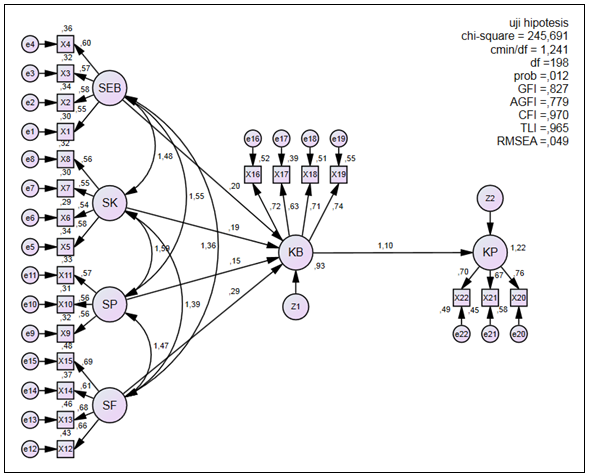 uji hipotesis
chi-square = 245,691
cmin/df = 1,241
df =198
prob =,012
GFI =,827
AGFI =,779
CFI =,970
TLI =,965
RMSEA =,049
,36
e4 X4 ,60
,32
e3 X3 ,57
SEB
,34
e2 X2 ,58
,30 ,55
e1 X1
,32
e8 X8 ,56
,30
e7 X7 ,55
SK
,29
e6 X6 ,54
,34 ,58
e5 X5
,33
e11 X11 ,57
,31
e10 X10 ,56
SP
,32 ,56
e9 X9
,48
e15 X15 ,69
,37
e14 X14 ,61
SF
,46
e13 X13 ,68
,43 ,66
e12 X12
1,48
1,55
1,36
1,59
1,39
1,47
,20
,19
,15
,29
e16 e17 e18 e19
,52 ,39 ,51 ,55
X16 X17 X18 X19
,72 ,63 ,71 ,74
KB
,93
Z1
1,10
Z2
KP
1,22
,70 ,67 ,76
X22 X21 X20
,49 ,45 ,58
e22 e21 e20